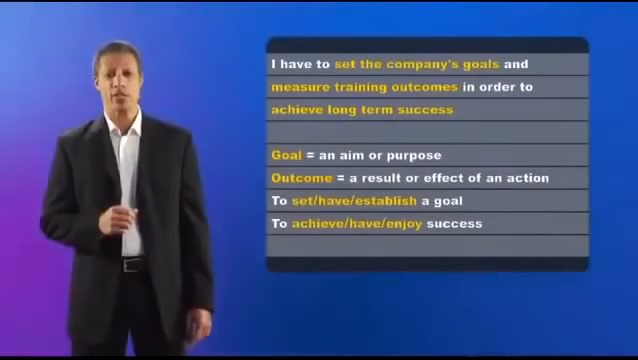 I have to set the company's goals and
measure training outcomes in order to
achieve long term success
Goal = an aim or purpose
Outcome = a result or effect of an action
To set/have/establish a goal
To achieve/have/enjoy success